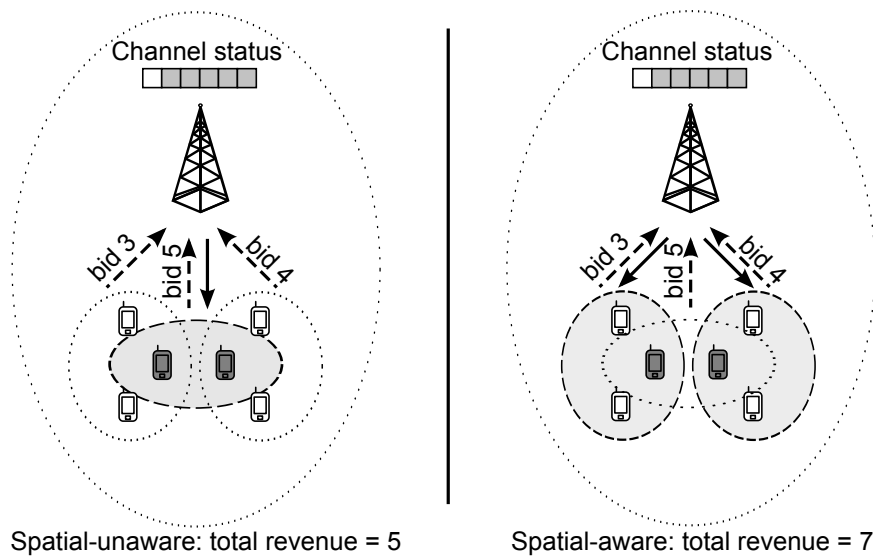 Channel status
bid 3
bid 5
bid 4
Spatial-unaware: total revenue = 5
Channel status
bid 3
bid 5
bid 4
Spatial-aware: total revenue = 7